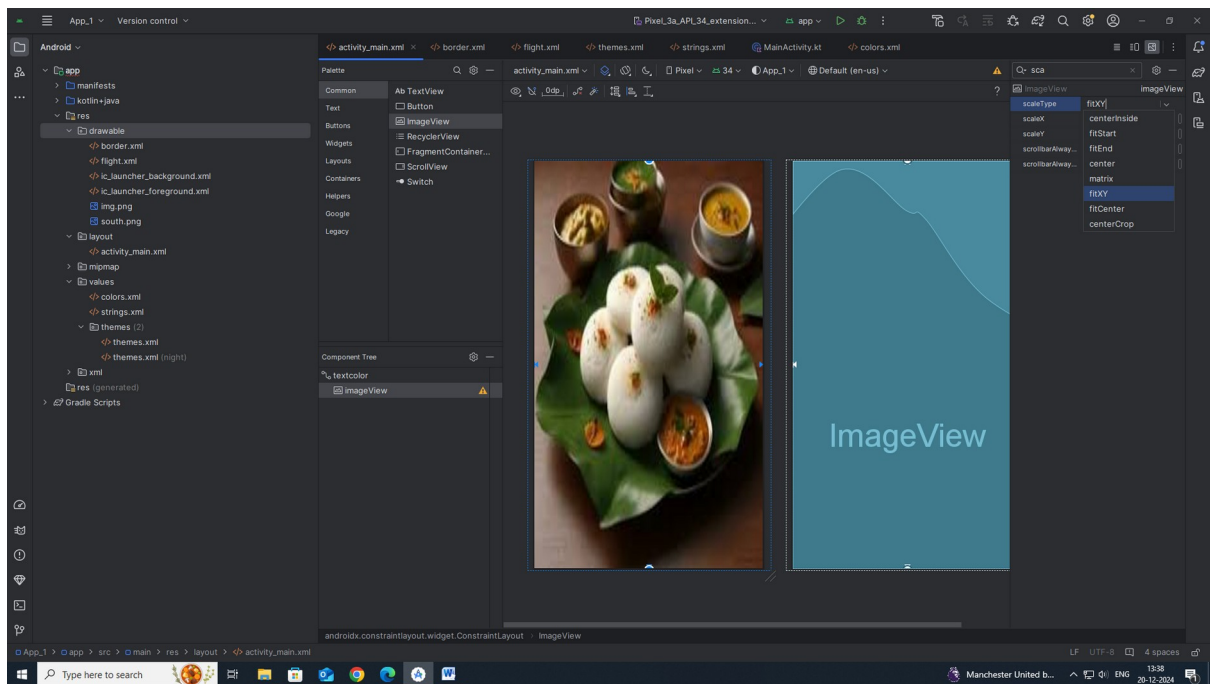 App_1
Version control
Pixel_3a_API_34_extension...
app
Android
activity_main.xml
border.xml
flight.xml
themes.xml
strings.xml
MainActivity.kt
colors.xml
app
manifests
kotlin+java
res
drawable
border.xml
flight.xml
ic_launcher_background.xml
ic_launcher_foreground.xml
img.png
south.png
layout
activity_main.xml
mipmap
values
colors.xml
strings.xml
themes (2)
themes.xml
themes.xml (night)
xml
res (generated)
Gradle Scripts
Palette
Common
Text
Buttons
Widgets
Layouts
Containers
Helpers
Google
Legacy
Ab TextView
Button
ImageView
RecyclerView
FragmentContainer...
ScrollView
Switch
Component Tree
textcolor
imageView
activity_main.xml
Pixel
34
App_1
Default (en-us)
0dp
ImageView
sca
ImageView
imageView
scaleType
fitXY
scaleX
scaleY
scrollbarAlway...
scrollbarAlway...
centerInside
fitStart
fitEnd
center
matrix
fitXY
fitCenter
centerCrop
androidx.constraintlayout.widget.ConstraintLayout > ImageView
App_1 > app > src > main > res > layout > activity_main.xml
LF UTF-8 4 spaces
Type here to search
Manchester United b...
ENG
13:38
20-12-2024